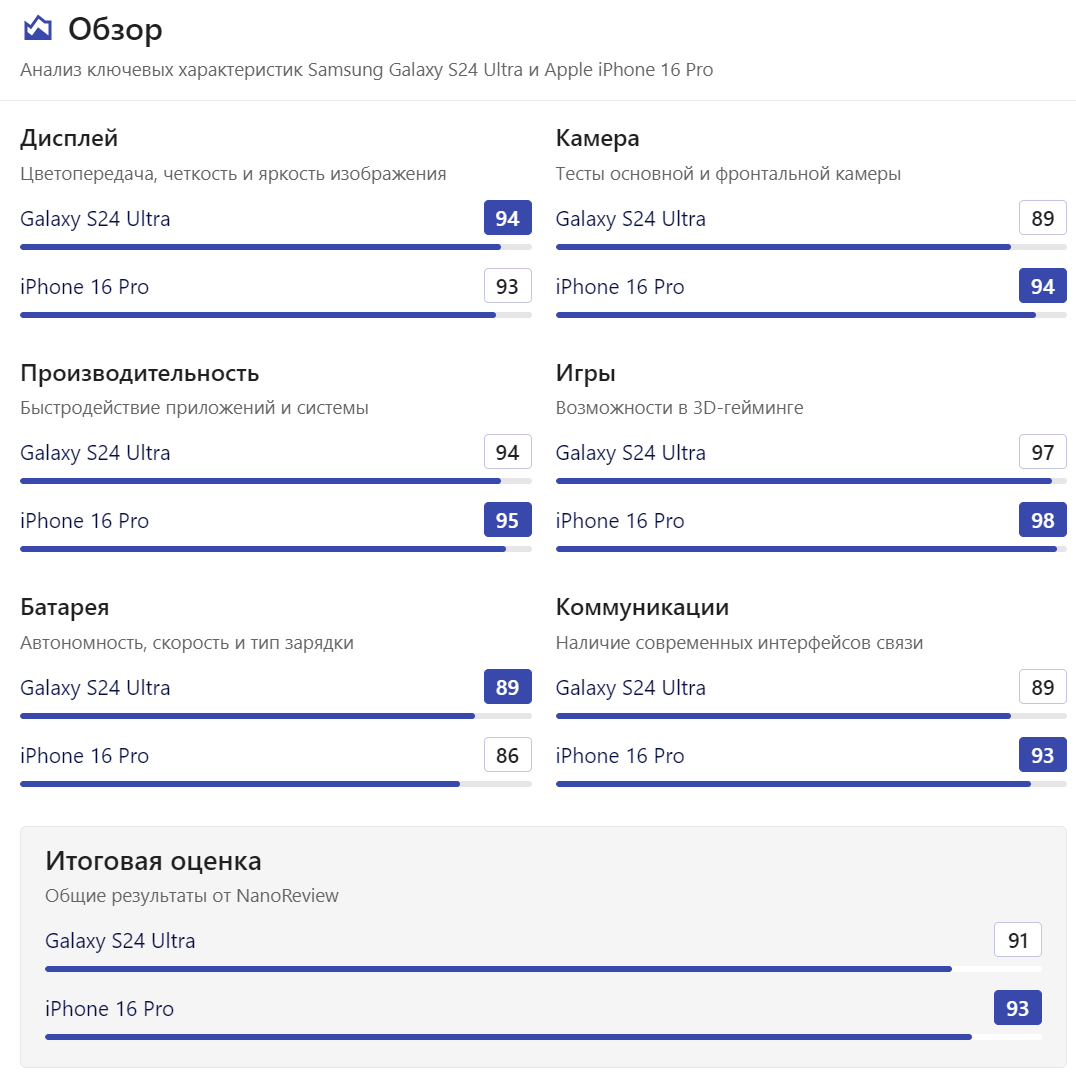 Обзор
Анализ ключевых характеристик Samsung Galaxy S24 Ultra и Apple iPhone 16 Pro
Дисплей
Цветопередача, четкость и яркость изображения
Galaxy S24 Ultra 94
iPhone 16 Pro 93
Камера
Тесты основной и фронтальной камеры
Galaxy S24 Ultra 89
iPhone 16 Pro 94
Производительность
Быстродействие приложений и системы
Galaxy S24 Ultra 94
iPhone 16 Pro 95
Игры
Возможности в 3D-гейминге
Galaxy S24 Ultra 97
iPhone 16 Pro 98
Батарея
Автономность, скорость и тип зарядки
Galaxy S24 Ultra 89
iPhone 16 Pro 86
Коммуникации
Наличие современных интерфейсов связи
Galaxy S24 Ultra 89
iPhone 16 Pro 93
Итоговая оценка
Общие результаты от NanoReview
Galaxy S24 Ultra 91
iPhone 16 Pro 93